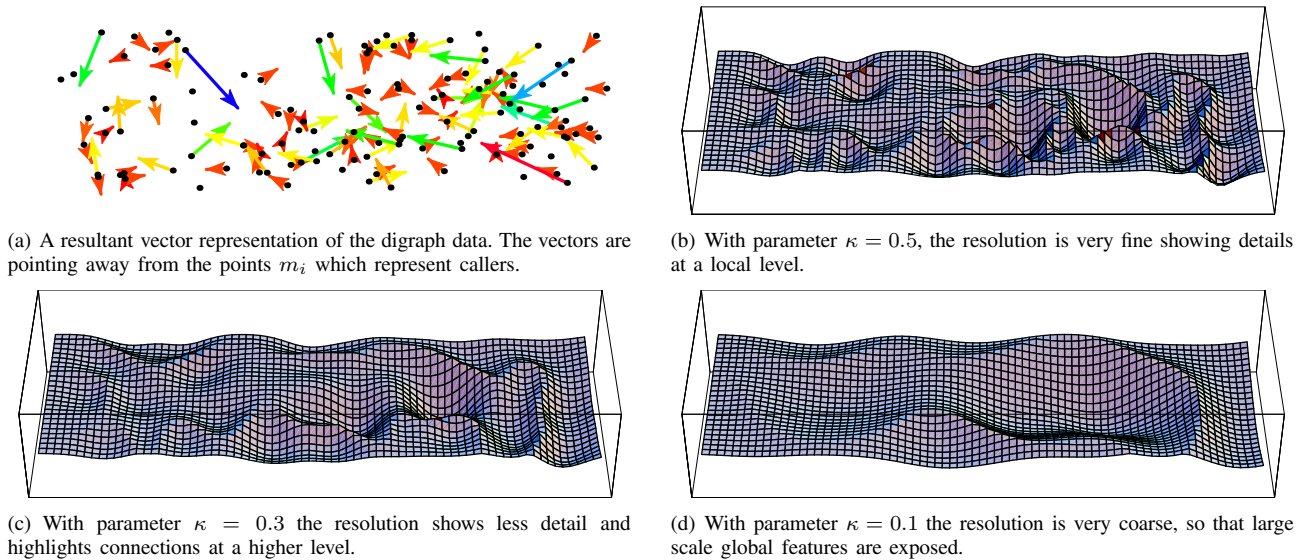 (a) A resultant vector representation of the digraph data. The vectors are
pointing away from the points m_i which represent callers.
(b) With parameter κ = 0.5, the resolution is very fine showing details
at a local level.
(c) With parameter κ = 0.3 the resolution shows less detail and
highlights connections at a higher level.
(d) With parameter κ = 0.1 the resolution is very coarse, so that large
scale global features are exposed.